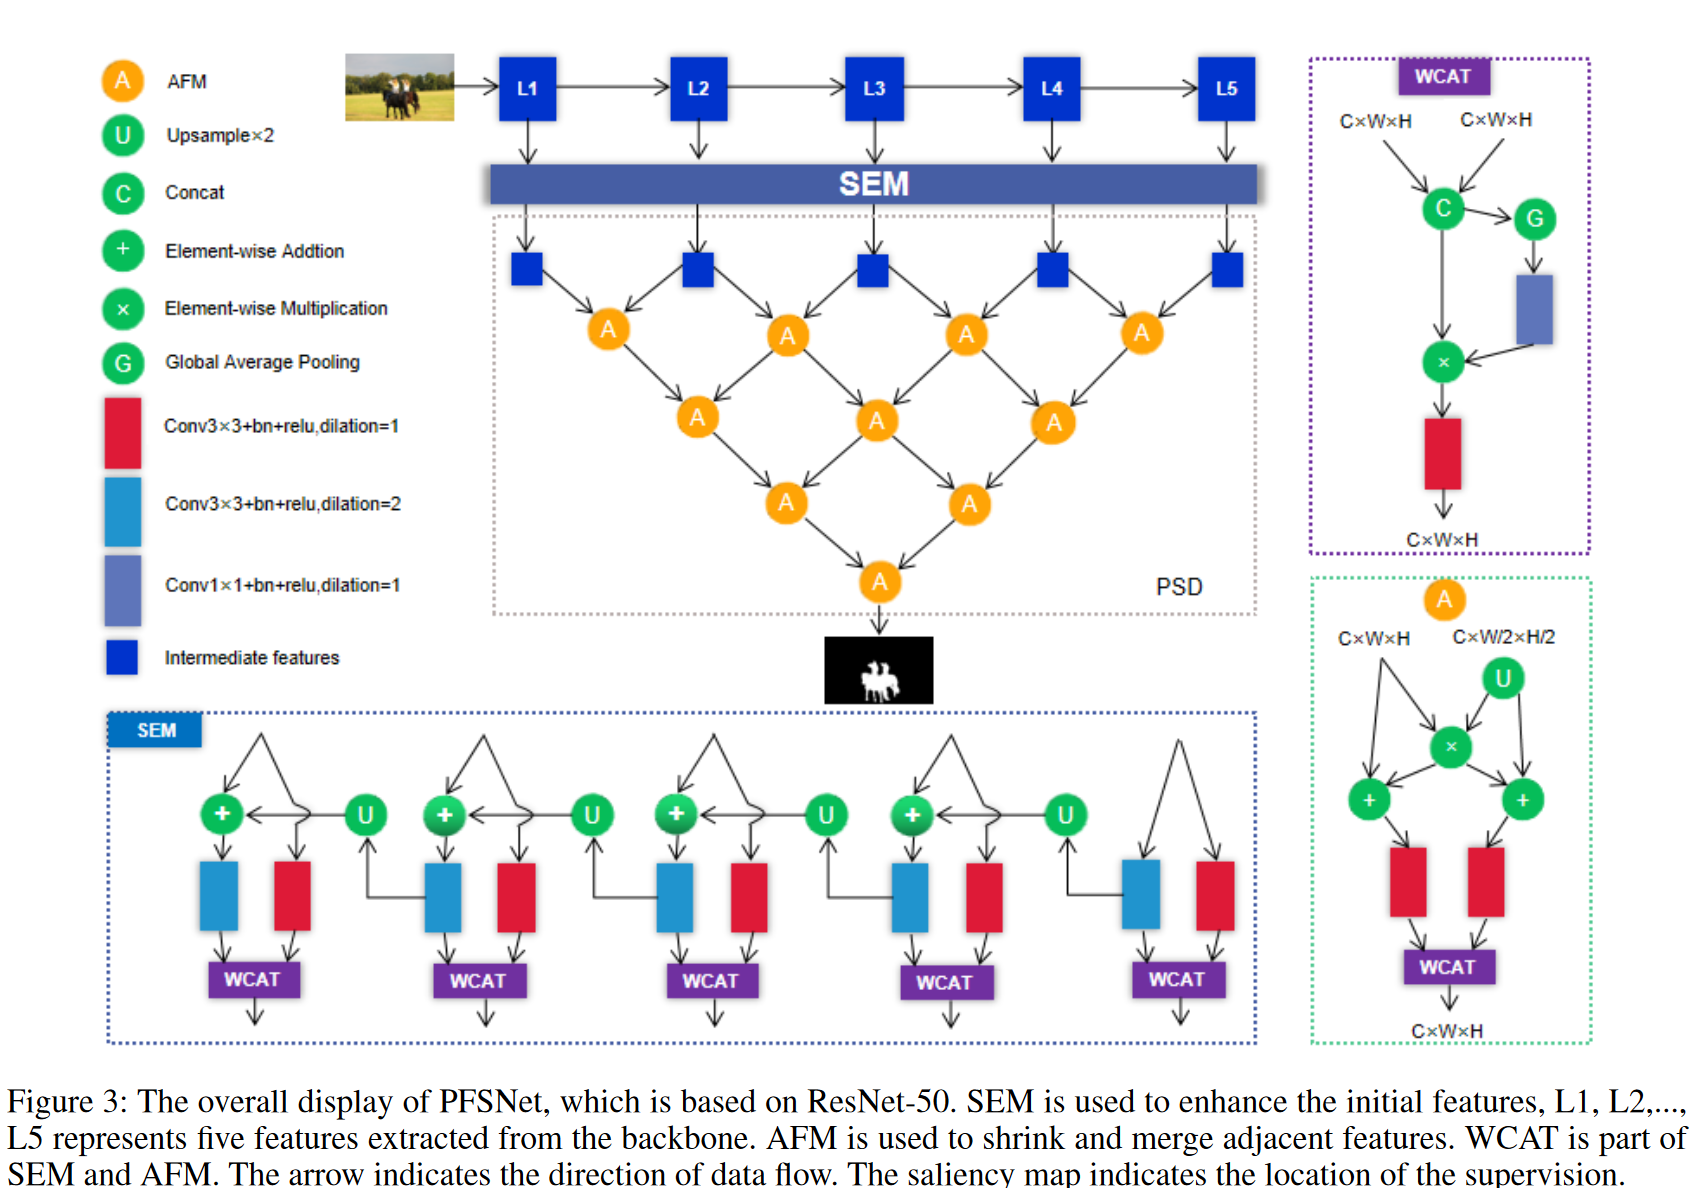 A AFM
U Upsample×2
C Concat
+ Element-wise Addtion
× Element-wise Multiplication
G Global Average Pooling
Conv3×3+bn+relu,dilation=1
Conv3×3+bn+relu,dilation=2
Conv1×1+bn+relu,dilation=1
Intermediate features
L1 L2 L3 L4 L5
SEM
A A A A
A A A
A A
A
PSD
WCAT
C×W×H C×W×H
C G
×
C×W×H
A
C×W×H C×W/2×H/2
U
×
+ +
WCAT
C×W×H
SEM
+ U + U + U + U
WCAT WCAT WCAT WCAT WCAT
Figure 3: The overall display of PFSNet, which is based on ResNet-50. SEM is used to enhance the initial features, L1, L2,...,
L5 represents five features extracted from the backbone. AFM is used to shrink and merge adjacent features. WCAT is part of
SEM and AFM. The arrow indicates the direction of data flow. The saliency map indicates the location of the supervision.